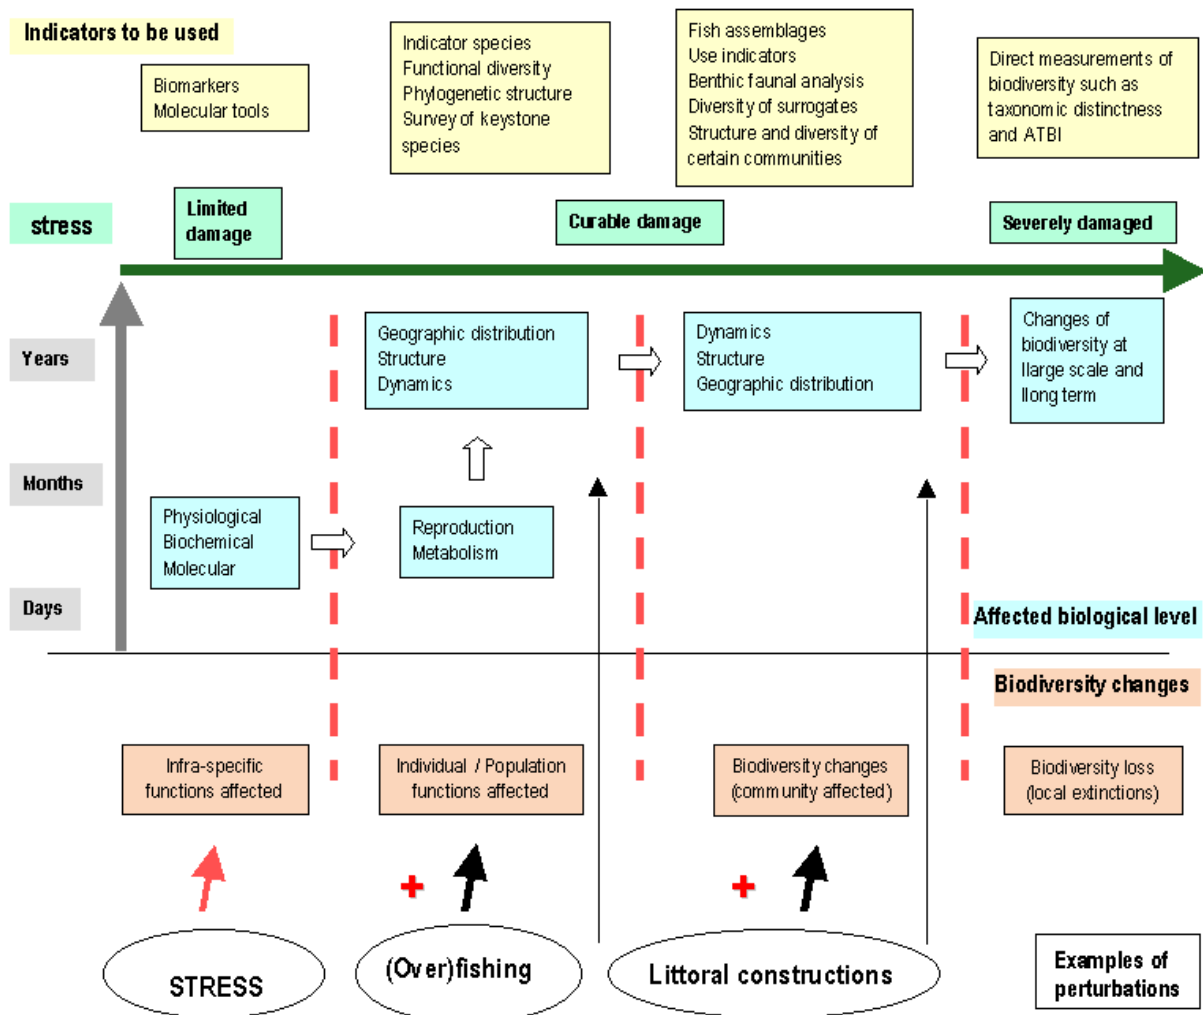 Indicators to be used
Biomarkers
Molecular tools
Indicator species
Functional diversity
Phylogenetic structure
Survey of keystone
species
Fish assemblages
Use indicators
Benthic faunal analysis
Diversity of surrogates
Structure and diversity of
certain communities
Direct measurements of
biodiversity such as
taxonomic distinctness
and ATBI
stress
Limited
damage
Curable damage
Severely damaged
Years
Months
Days
Geographic distribution
Structure
Dynamics
Dynamics
Structure
Geographic distribution
Changes of
biodiversity at
llarge scale and
llong term
Physiological
Biochemical
Molecular
Reproduction
Metabolism
Affected biological level
Biodiversity changes
Infra-specific
functions affected
Individual / Population
functions affected
Biodiversity changes
(community affected)
Biodiversity loss
(local extinctions)
+
+
STRESS
(Over)fishing
Littoral constructions
Examples of
perturbations